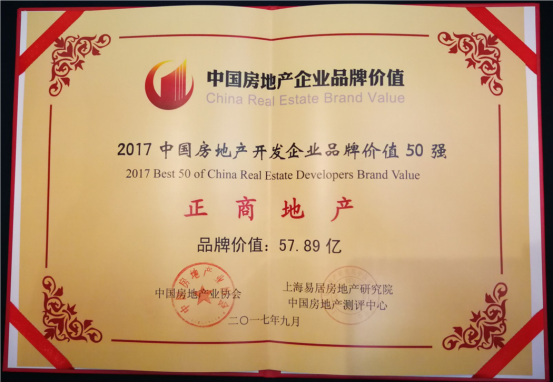 中国房地产企业品牌价值
China Real Estate Brand Value
2017 中国房地产开发企业品牌价值 50 强
2017 Best 50 of China Real Estate Developers Brand Value
正商地产
品牌价值：57.89 亿
中国房地产业协会
上海易居房地产研究院
中国房地产测评中心
二〇一七年九月